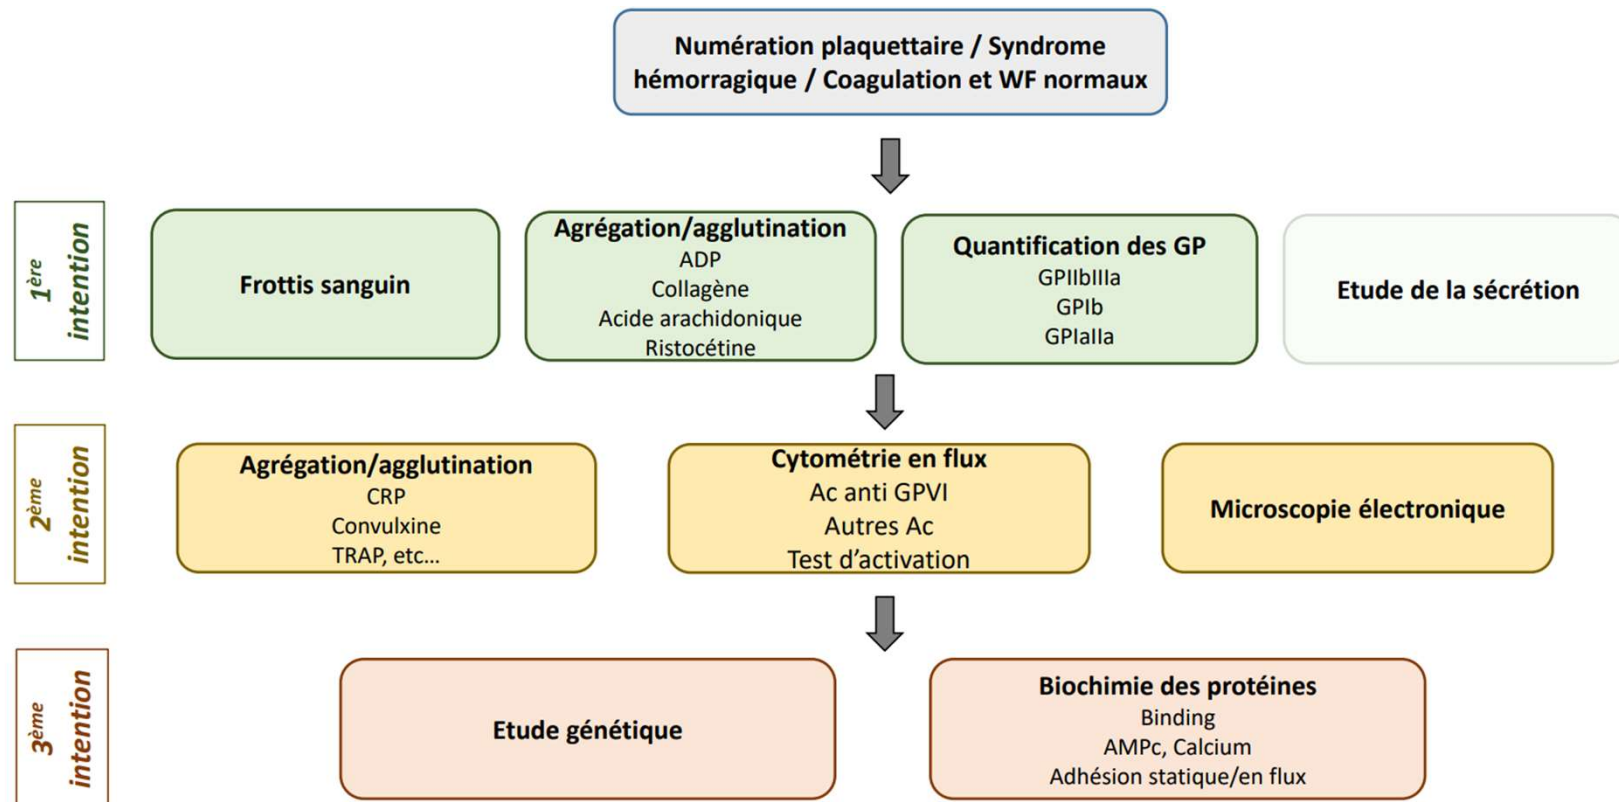 Numération plaquettaire / Syndrome
hémorragique / Coagulation et WF normaux
1ère
intention
Frottis sanguin
Agrégation/agglutination
ADP
Collagène
Acide arachidonique
Ristocétine
Quantification des GP
GPIIbIIIa
GPIb
GPIaIIa
Etude de la sécrétion
2ème
intention
Agrégation/agglutination
CRP
Convulxine
TRAP, etc…
Cytométrie en flux
Ac anti GPVI
Autres Ac
Test d’activation
Microscopie électronique
3ème
intention
Etude génétique
Biochimie des protéines
Binding
AMPc, Calcium
Adhésion statique/en flux